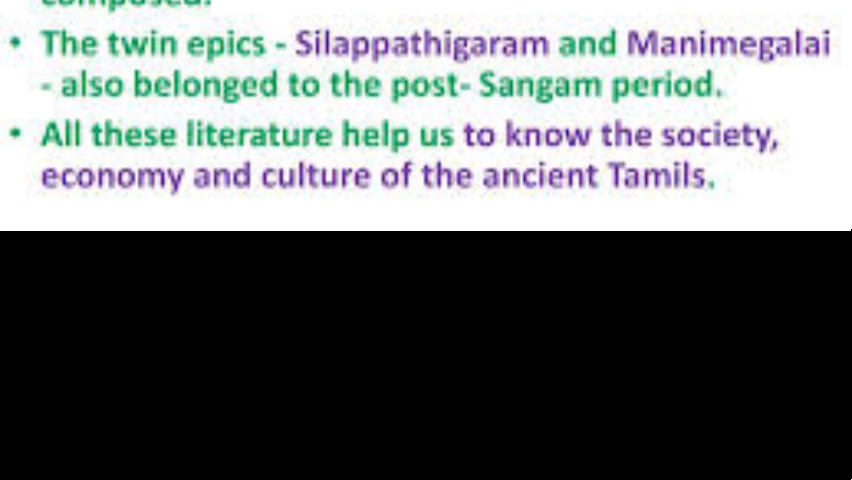 composed.
• The twin epics - Silappathigaram and Manimegalai
- also belonged to the post- Sangam period.
• All these literature help us to know the society,
economy and culture of the ancient Tamils.